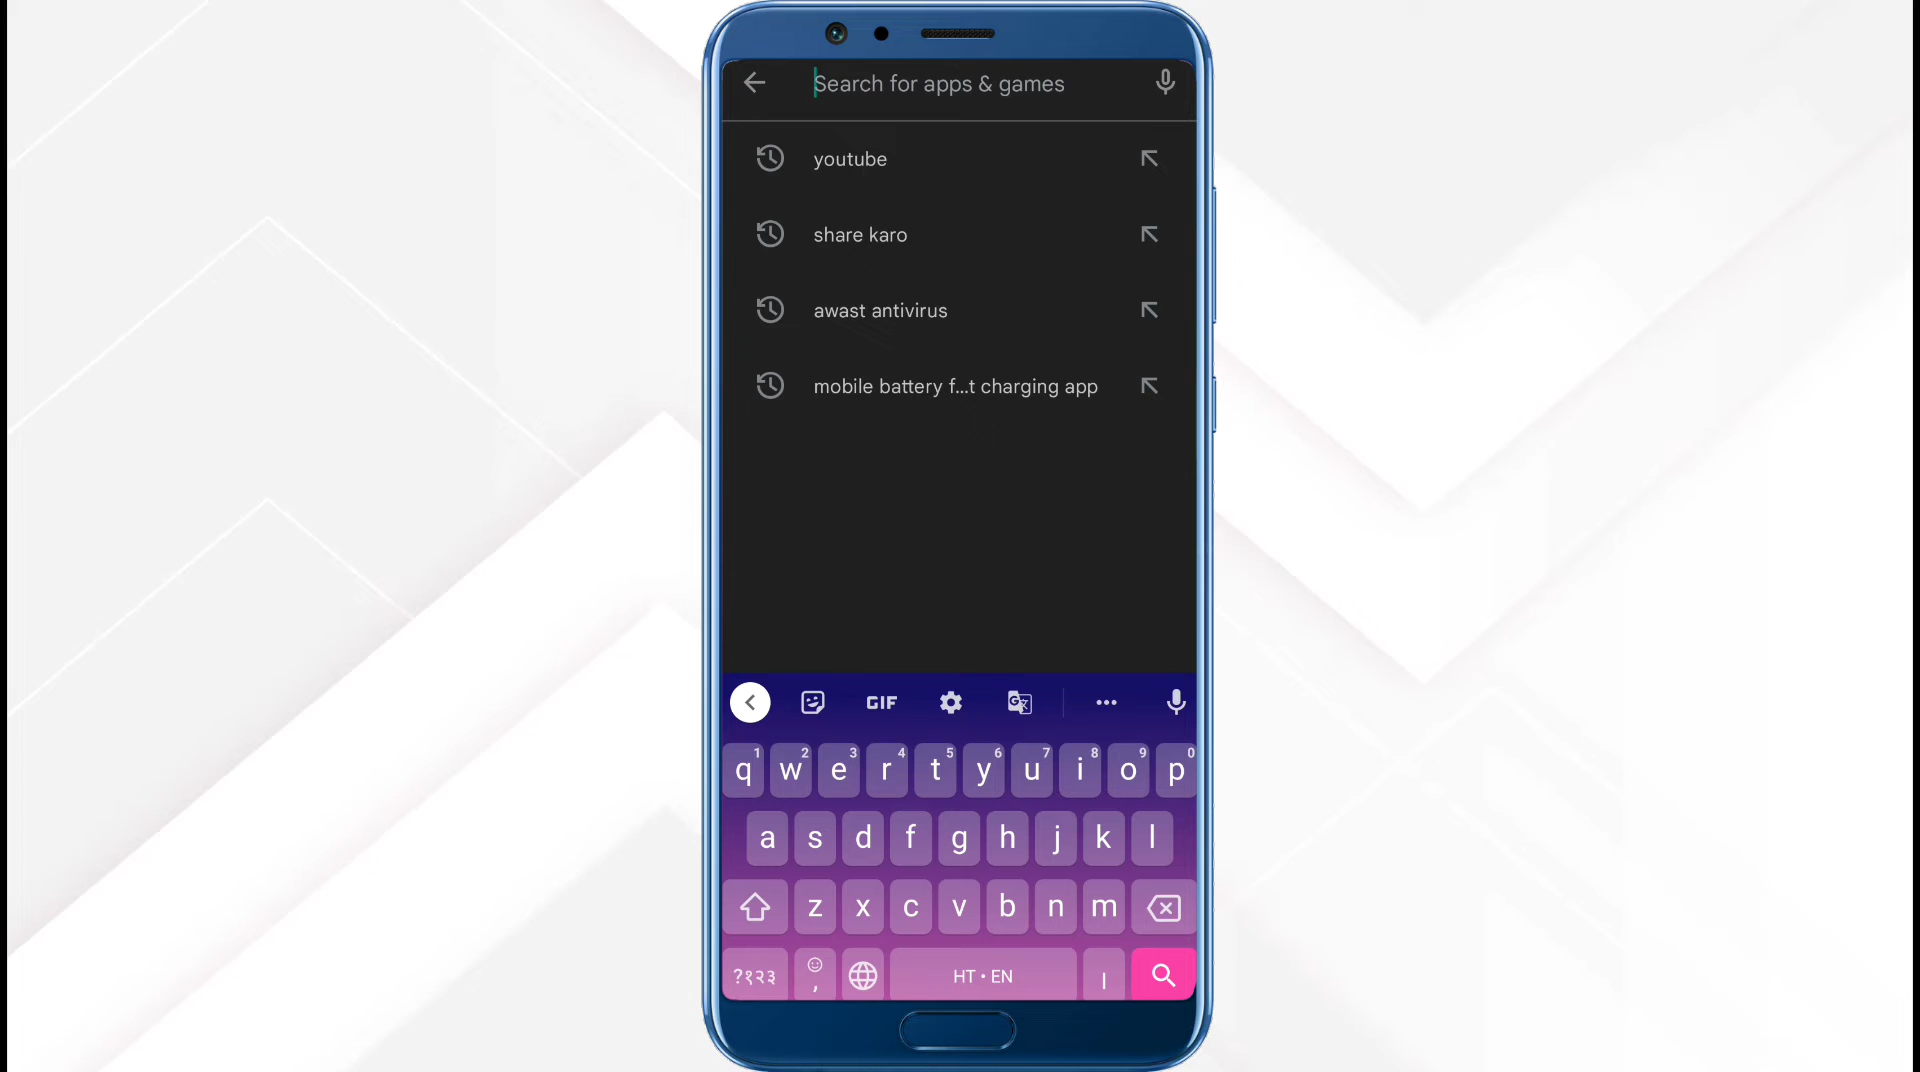 Search for apps & games
youtube
share karo
awast antivirus
mobile battery f...t charging app
GIF
q1 w2 e3 r4 t5 y6 u7 i8 o9 p0
a s d f g h j k l
z x c v b n m
?१२३ , HT • EN ।